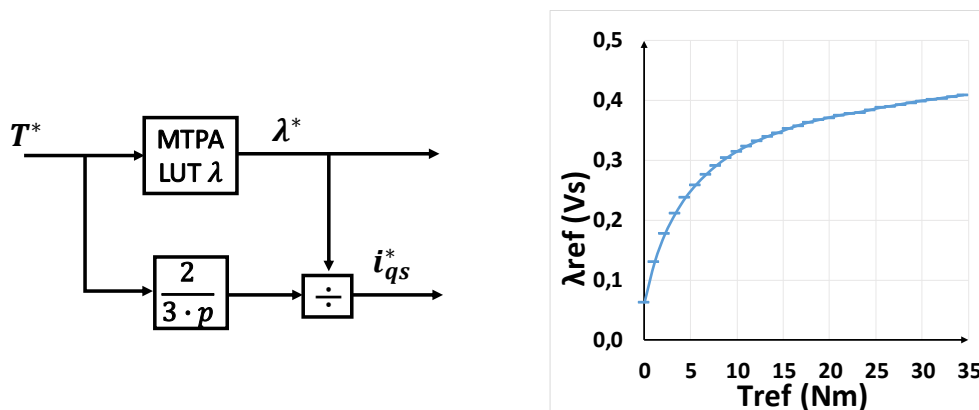 T*
MTPA
LUT λ
λ*
2
3 · p
÷
i*qs
0,5
0,4
0,3
0,2
0,1
0,0
λref (Vs)
0 5 10 15 20 25 30 35
Tref (Nm)